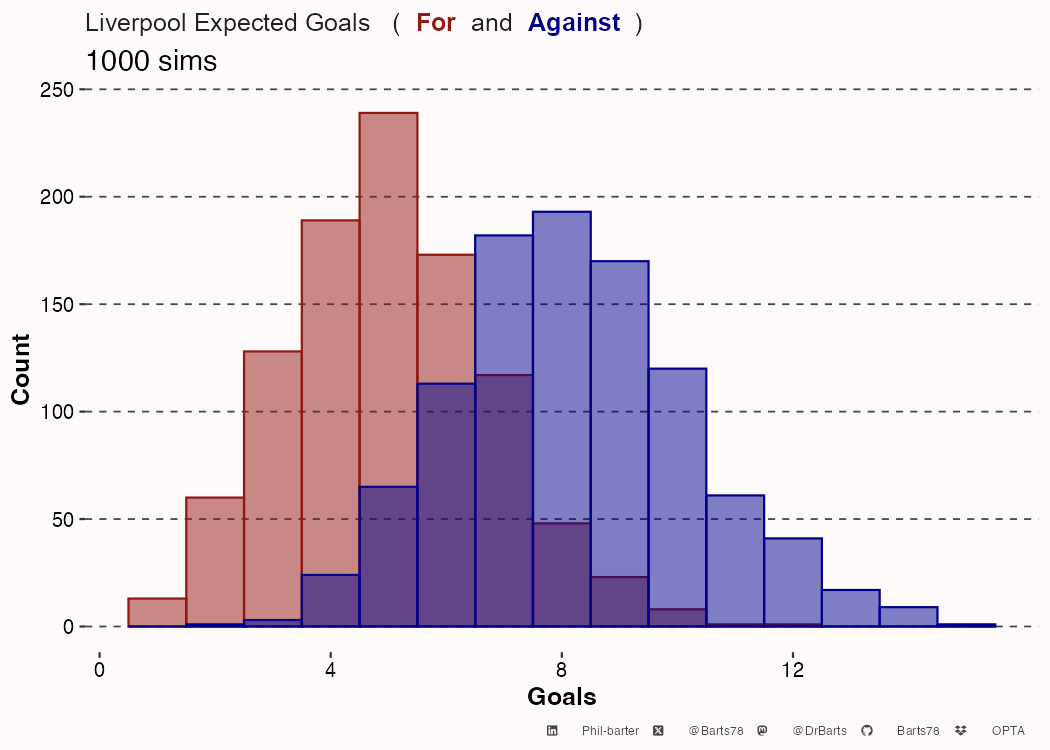 Liverpool Expected Goals ( For and Against )
1000 sims
250
200
150
100
50
0
Count
0 4 8 12
Goals
Phil-barter @Barts78 @DrBarts Barts78 OPTA